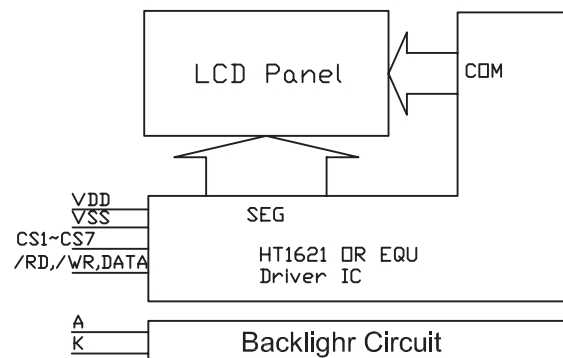 LCD Panel
COM
VDD
VSS
SEG
CS1~CS7
HT1621 OR EQU
/RD,/WR,DATA
Driver IC
A
K
Backlighr Circuit